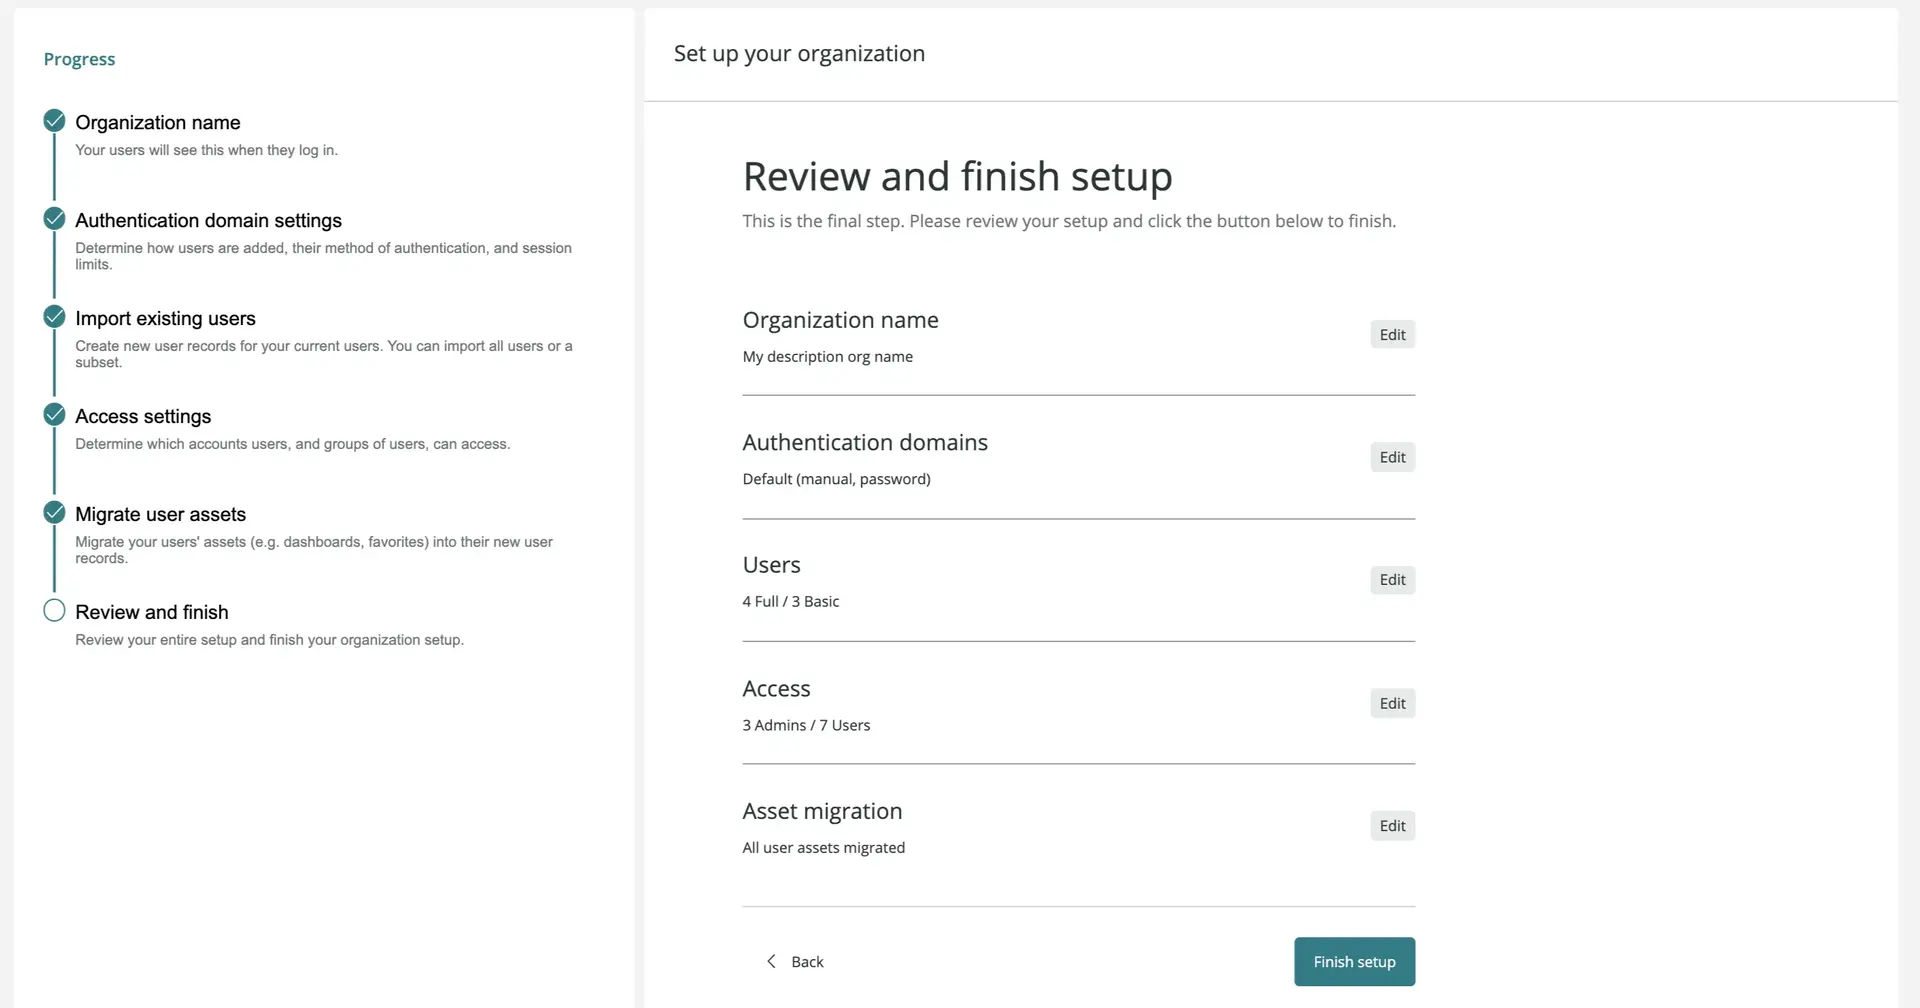 Progress
Organization name
Your users will see this when they log in.
Authentication domain settings
Determine how users are added, their method of authentication, and session
limits.
Import existing users
Create new user records for your current users. You can import all users or a
subset.
Access settings
Determine which accounts users, and groups of users, can access.
Migrate user assets
Migrate your users' assets (e.g. dashboards, favorites) into their new user
records.
Review and finish
Review your entire setup and finish your organization setup.
Set up your organization
Review and finish setup
This is the final step. Please review your setup and click the button below to finish.
Organization name
Edit
My description org name
Authentication domains
Edit
Default (manual, password)
Users
Edit
4 Full / 3 Basic
Access
Edit
3 Admins / 7 Users
Asset migration
Edit
All user assets migrated
Back
Finish setup